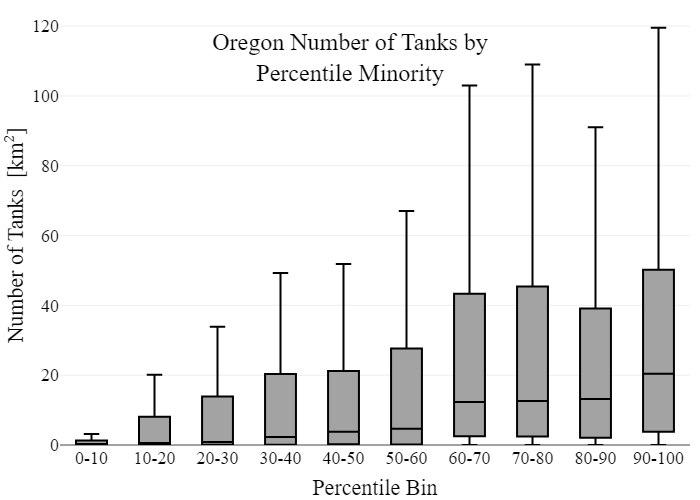 Oregon Number of Tanks by
Percentile Minority
Number of Tanks [km²]
120
100
80
60
40
20
0
0-10 10-20 20-30 30-40 40-50 50-60 60-70 70-80 80-90 90-100
Percentile Bin